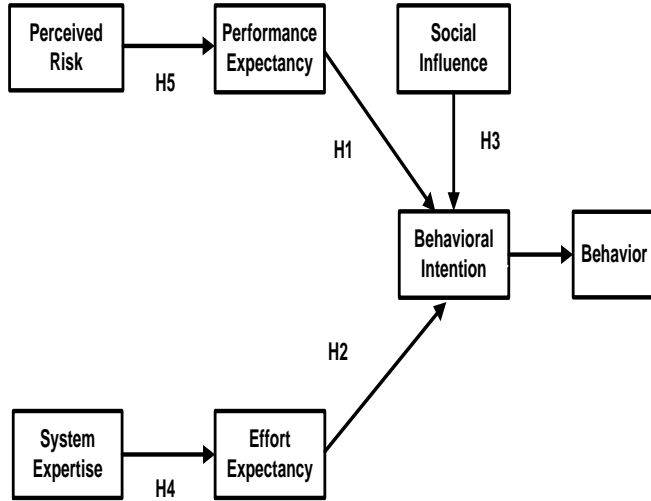 Perceived
Risk
Performance
Expectancy
Social
Influence
H5
H1
H3
Behavioral
Intention
Behavior
H2
System
Expertise
Effort
Expectancy
H4